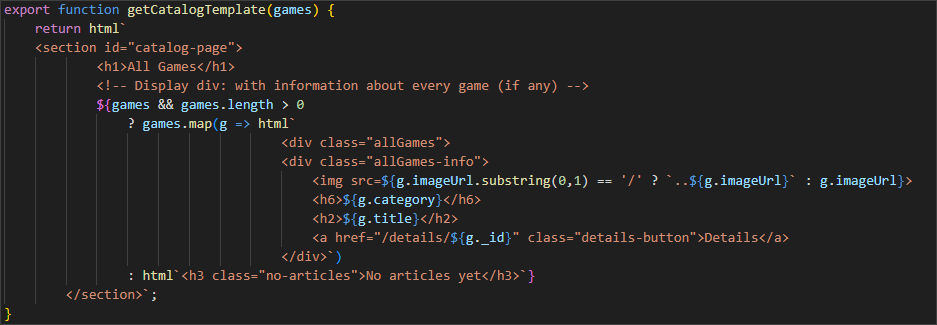 export function getCatalogTemplate(games) {
    return html`
    <section id="catalog-page">
            <h1>All Games</h1>
            <!-- Display div: with information about every game (if any) -->
            ${games && games.length > 0
                ? games.map(g => html`
                                    <div class="allGames">
                                    <div class="allGames-info">
                                        <img src=${g.imageUrl.substring(0,1) == '/' ? `..${g.imageUrl}` : g.imageUrl}>
                                        <h6>${g.category}</h6>
                                        <h2>${g.title}</h2>
                                        <a href="/details/${g._id}" class="details-button">Details</a>
                                    </div>`)
                : html`<h3 class="no-articles">No articles yet</h3>`}
        </section>`;
}